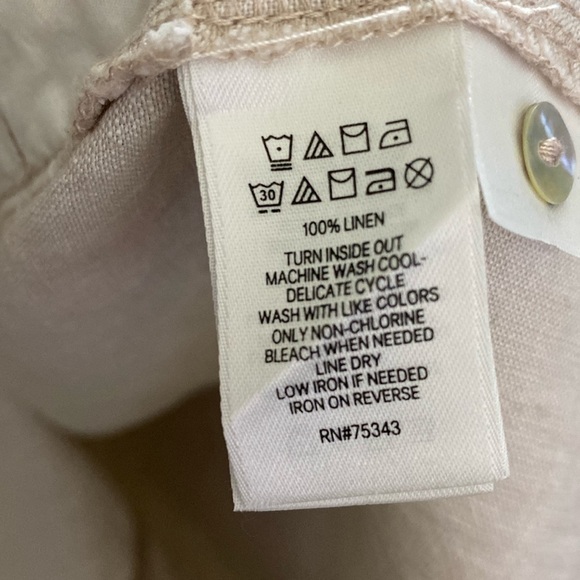 30
100% LINEN
TURN INSIDE OUT
MACHINE WASH COOL-
DELICATE CYCLE
WASH WITH LIKE COLORS
ONLY NON-CHLORINE
BLEACH WHEN NEEDED
LINE DRY
LOW IRON IF NEEDED
IRON ON REVERSE
RN#75343